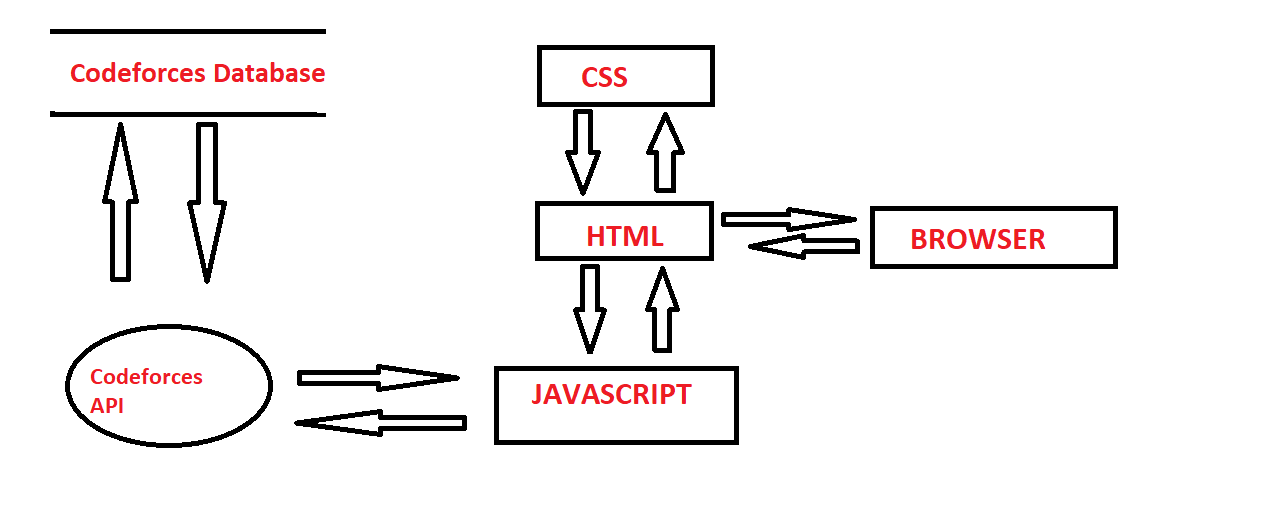 Codeforces Database
CSS
HTML
BROWSER
Codeforces
API
JAVASCRIPT